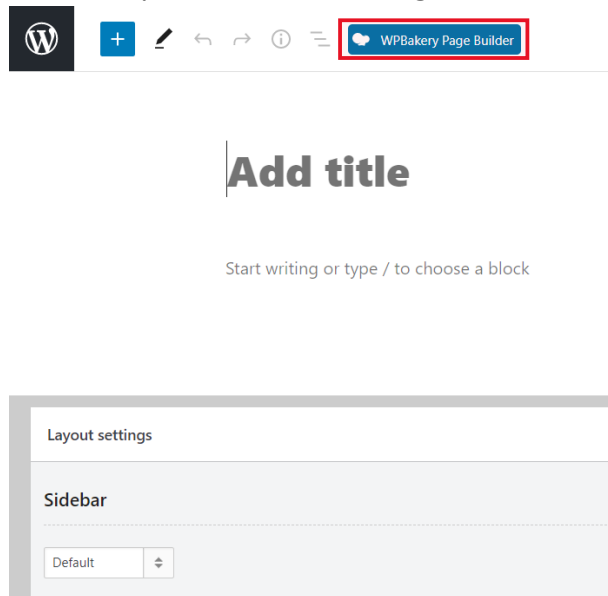 WPBakery Page Builder
Add title
Start writing or type / to choose a block
Layout settings
Sidebar
Default